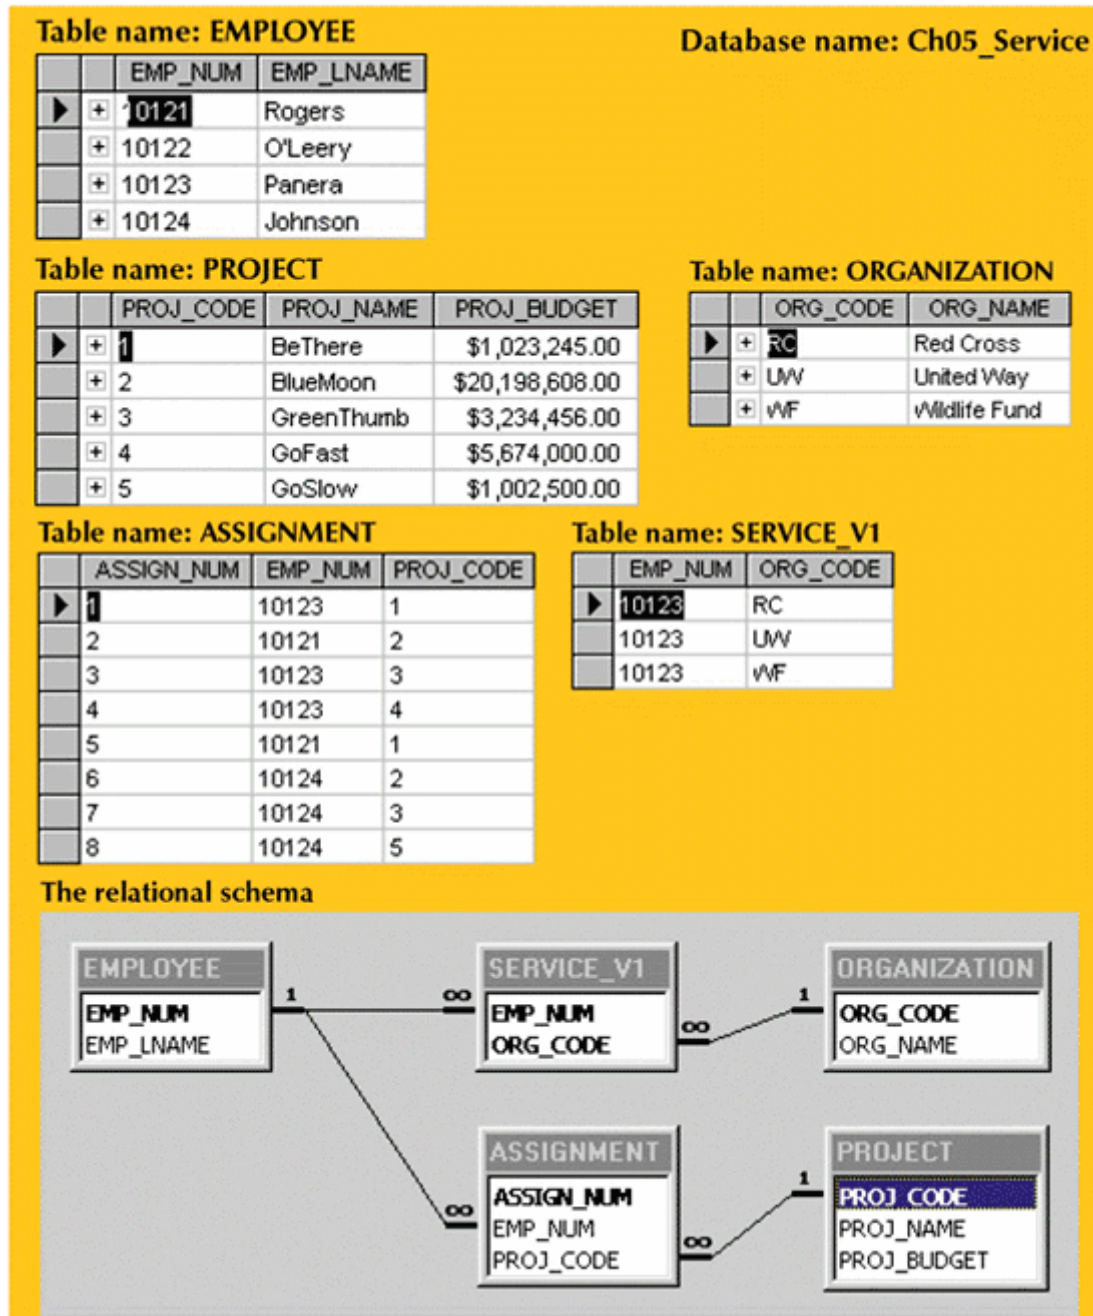 Table name: EMPLOYEE
Database name: Ch05_Service
EMP_NUM EMP_LNAME
10121 Rogers
10122 O'Leery
10123 Panera
10124 Johnson
Table name: PROJECT
PROJ_CODE PROJ_NAME PROJ_BUDGET
1 BeThere $1,023,245.00
2 BlueMoon $20,198,608.00
3 GreenThumb $3,234,456.00
4 GoFast $5,674,000.00
5 GoSlow $1,002,500.00
Table name: ORGANIZATION
ORG_CODE ORG_NAME
RC Red Cross
UW United Way
WF Wildlife Fund
Table name: ASSIGNMENT
ASSIGN_NUM EMP_NUM PROJ_CODE
1 10123 1
2 10121 2
3 10123 3
4 10123 4
5 10121 1
6 10124 2
7 10124 3
8 10124 5
Table name: SERVICE_V1
EMP_NUM ORG_CODE
10123 RC
10123 UW
10123 WF
The relational schema
EMPLOYEE
EMP_NUM
EMP_LNAME
1 ∞
SERVICE_V1
EMP_NUM
ORG_CODE
∞ 1
ORGANIZATION
ORG_CODE
ORG_NAME
∞
ASSIGNMENT
ASSIGN_NUM
EMP_NUM
PROJ_CODE
∞ 1
PROJECT
PROJ_CODE
PROJ_NAME
PROJ_BUDGET